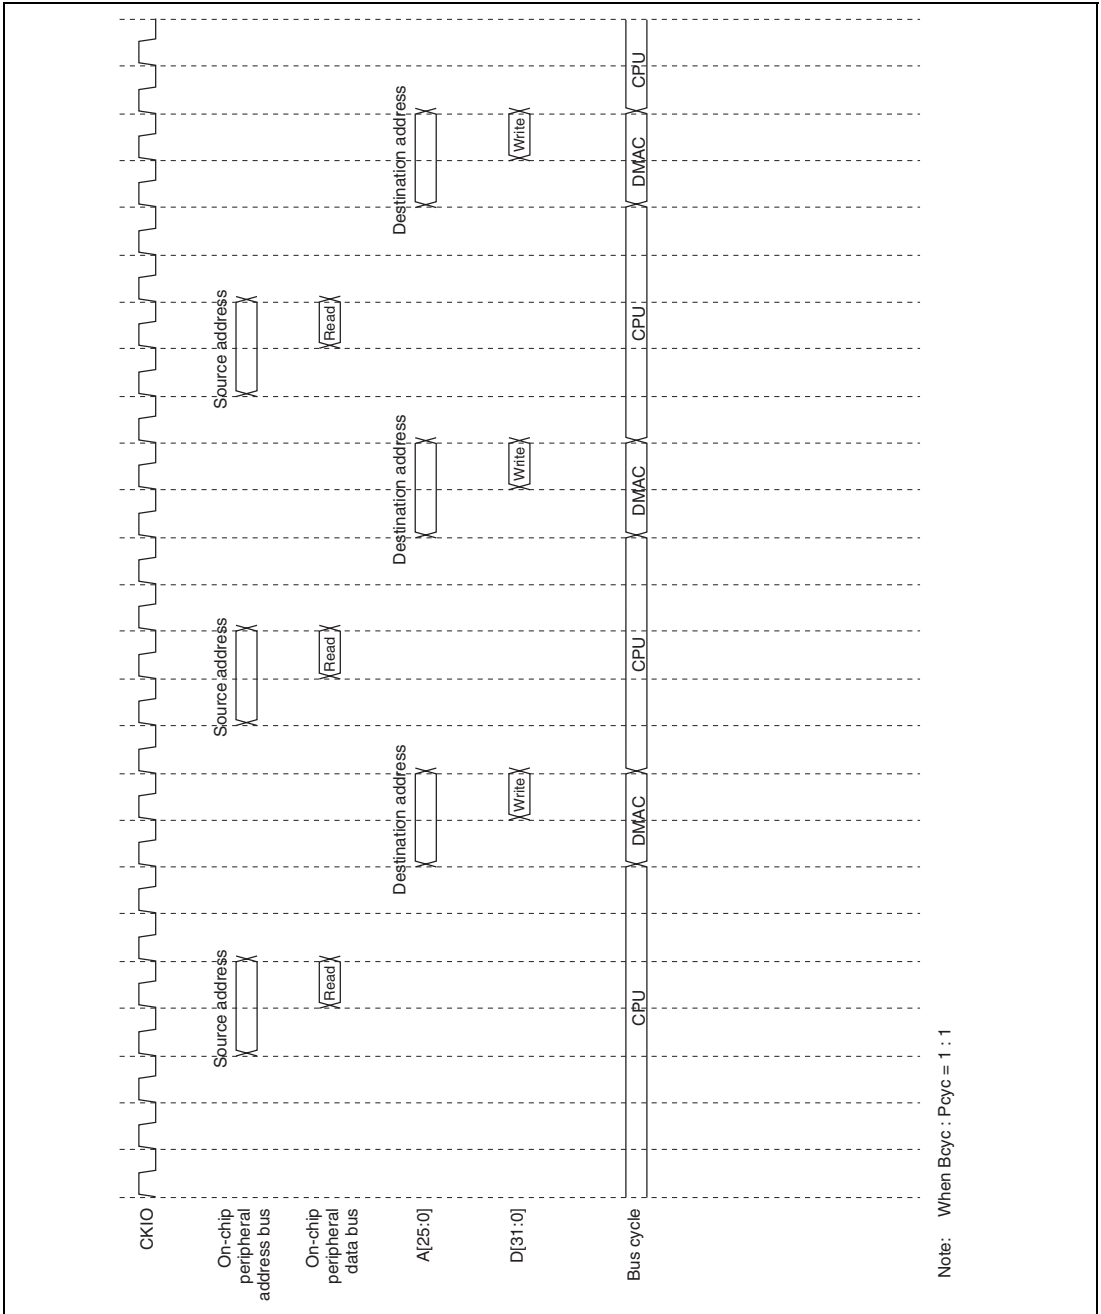 CKIO
On-chip
peripheral
address bus
Source address
Source address
Source address
On-chip
peripheral
data bus
Read
Read
Read
A[25:0]
Destination address
Destination address
Destination address
D[31:0]
Write
Write
Write
Bus cycle
CPU
DMAC
CPU
DMAC
CPU
DMAC
CPU
Note: When Bcyc : Pcyc = 1 : 1